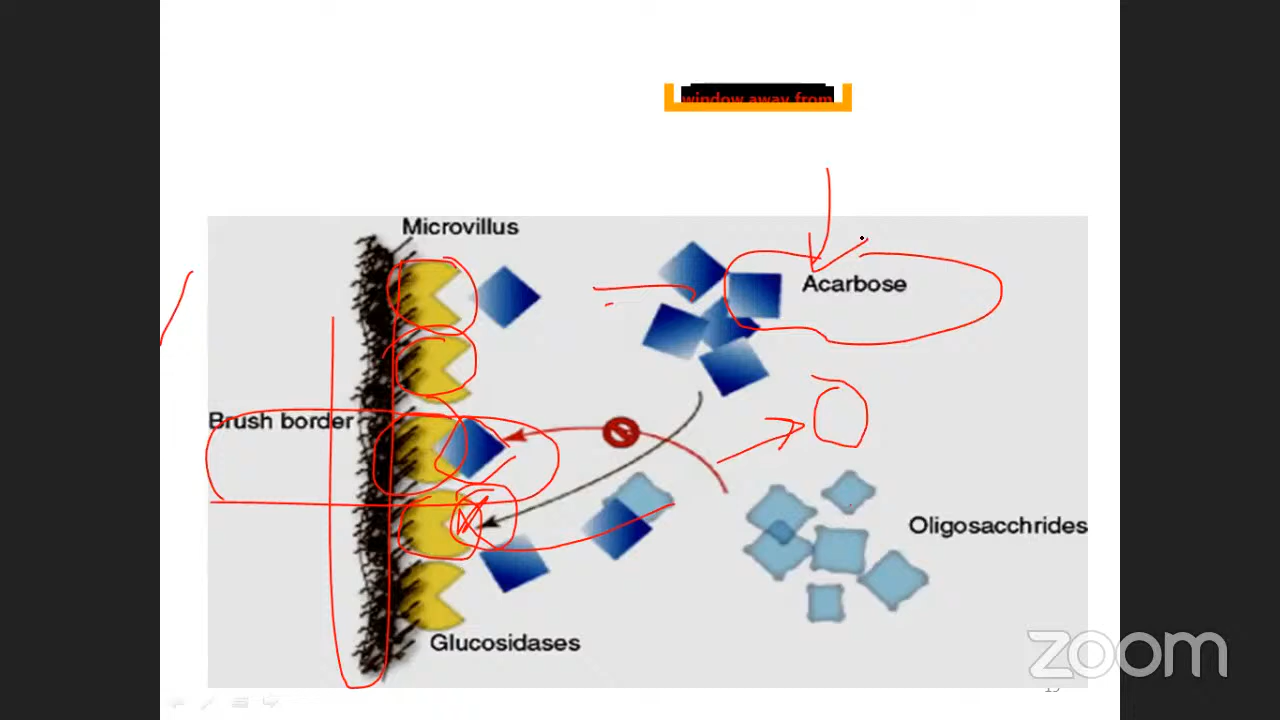 window away from
Microvillus
Acarbose
Brush border
Oligosacchrides
Glucosidases
zoom